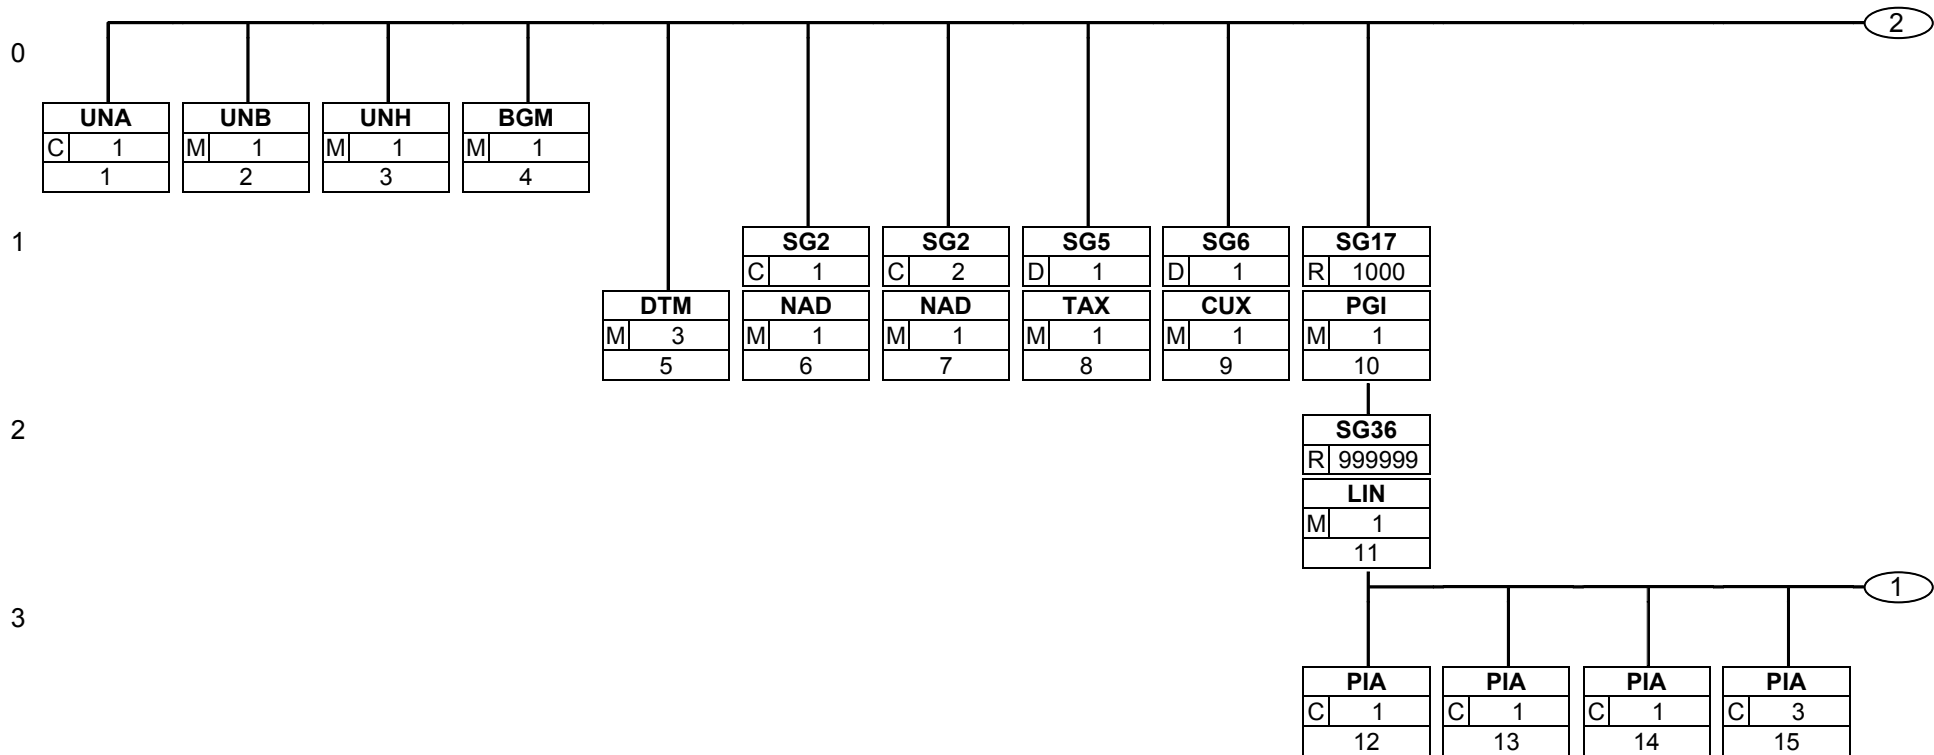 2
0
UNA UNB UNH BGM
C 1 M 1 M 1 M 1
1 2 3 4
1
SG2 SG2 SG5 SG6 SG17
C 1 C 2 D 1 D 1 R 1000
DTM NAD NAD TAX CUX PGI
M 3 M 1 M 1 M 1 M 1 M 1
5 6 7 8 9 10
2
SG36
R 999999
LIN
M 1
11
1
3
PIA PIA PIA PIA
C 1 C 1 C 1 C 3
12 13 14 15